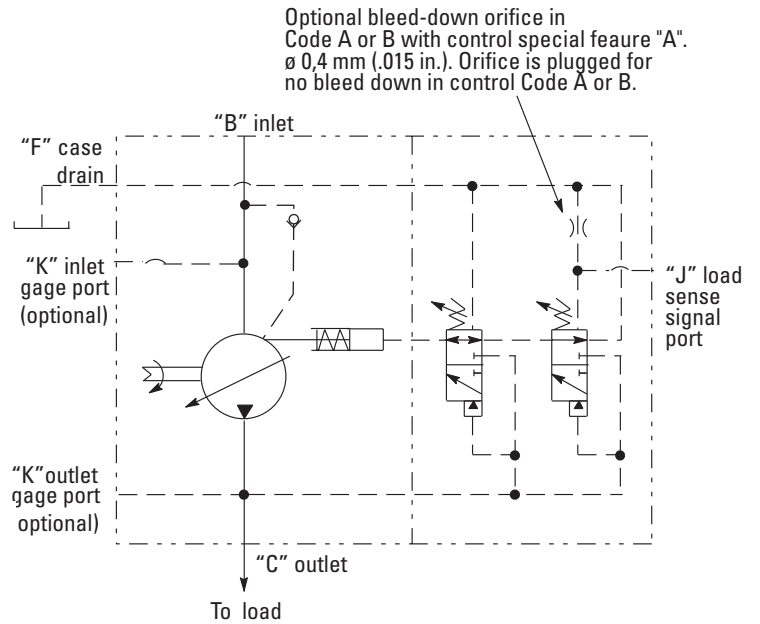 Optional bleed-down orifice in
Code A or B with control special feaure "A".
ø 0,4 mm (.015 in.). Orifice is plugged for
no bleed down in control Code A or B.
“B” inlet
“F” case
drain
“K” inlet
gage port
(optional)
“J” load
sense
signal
port
“K”outlet
gage port
optional)
“C” outlet
To load